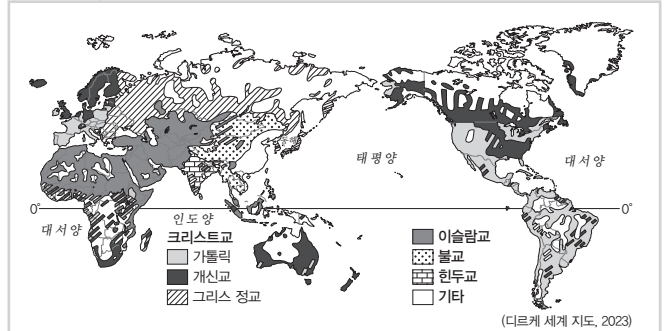 동해
태평양
대서양
0°
0°
대서양
인도양
크리스트교
가톨릭
개신교
그리스 정교
이슬람교
불교
힌두교
기타
(디르케 세계 지도, 2023)